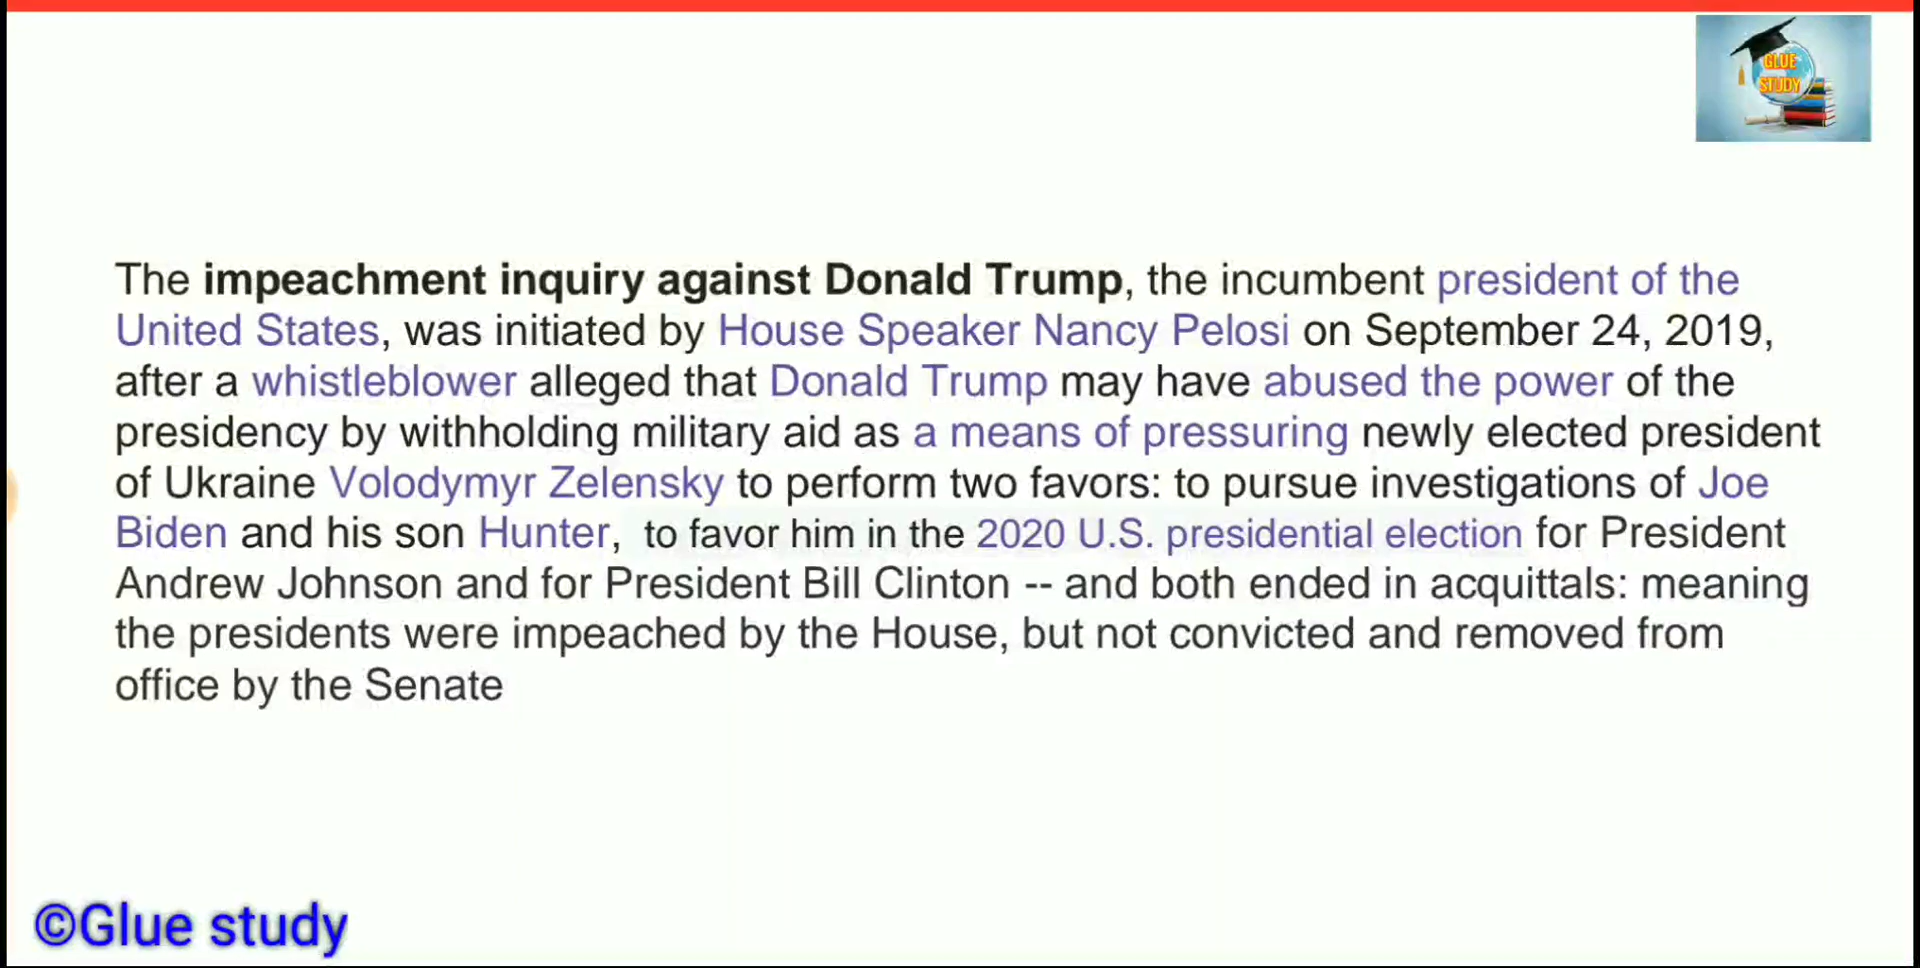 GLUE
STUDY
The impeachment inquiry against Donald Trump, the incumbent president of the
United States, was initiated by House Speaker Nancy Pelosi on September 24, 2019,
after a whistleblower alleged that Donald Trump may have abused the power of the
presidency by withholding military aid as a means of pressuring newly elected president
of Ukraine Volodymyr Zelensky to perform two favors: to pursue investigations of Joe
Biden and his son Hunter, to favor him in the 2020 U.S. presidential election for President
Andrew Johnson and for President Bill Clinton -- and both ended in acquittals: meaning
the presidents were impeached by the House, but not convicted and removed from
office by the Senate
©Glue study